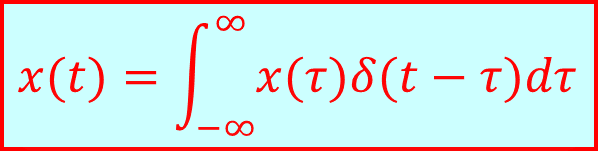 x(t) = ∫_{-∞}^{∞} x(τ)δ(t − τ)dτ